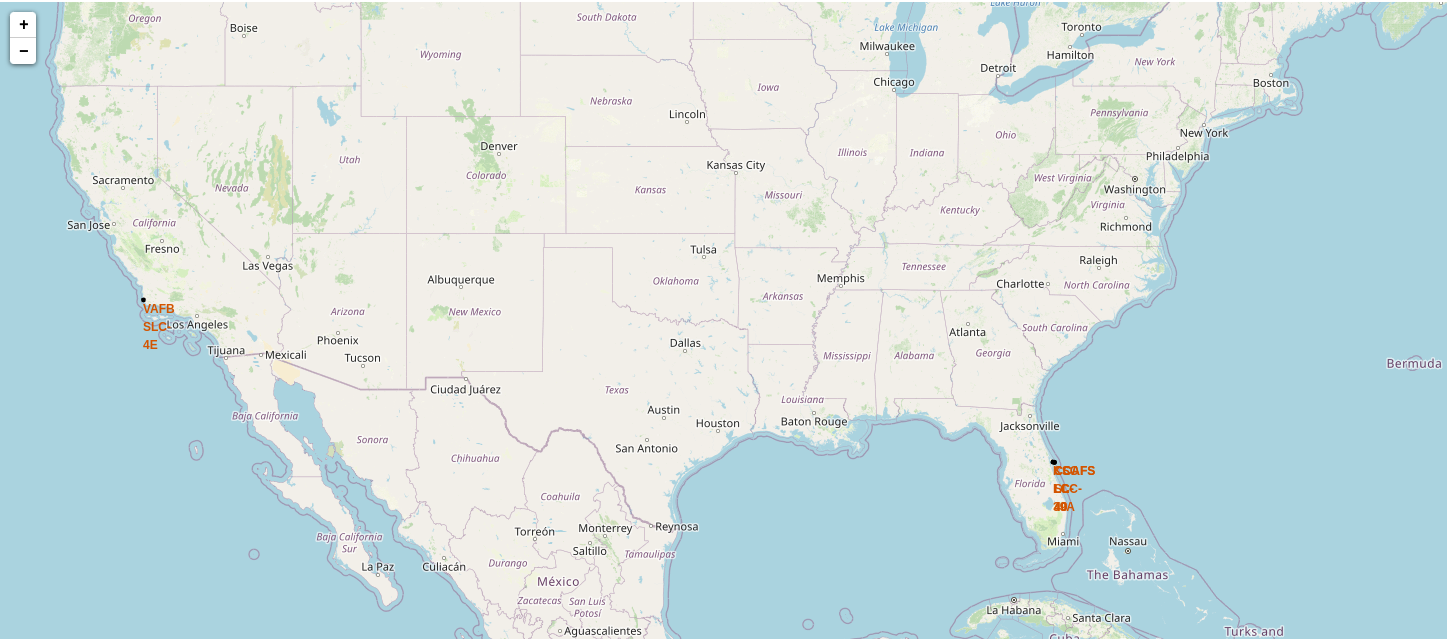 +
−
Oregon
Boise
Wyoming
South Dakota
Lake Huron
Lake Michigan
Toronto
Milwaukee
Hamilton
New York
Detroit
Chicago
Boston
Iowa
Nebraska
Lincoln
Pennsylvania
New York
Ohio
Denver
Utah
Illinois
Indiana
Philadelphia
Kansas City
Colorado
Sacramento
Nevada
Kansas
Missouri
West Virginia
Washington
Virginia
Kentucky
San Jose
California
Richmond
Fresno
Tulsa
Las Vegas
Raleigh
Tennessee
Albuquerque
Oklahoma
Memphis
Charlotte
North Carolina
Arkansas
VAFB
SLC-
4E
Los Angeles
Arizona
New Mexico
South Carolina
Atlanta
Phoenix
Dallas
Tijuana
Mexicali
Tucson
Mississippi
Alabama
Georgia
Bermuda
Ciudad Juárez
Texas
Louisiana
Baja California
Austin
Houston
Baton Rouge
Jacksonville
Sonora
San Antonio
Chihuahua
Florida
Coahuila
Baja California
Sur
Torreón
Monterrey
Reynosa
Saltillo
Tamaulipas
Miami
Nassau
La Paz
Culiacán
Durango
México
The Bahamas
Zacatecas
San Luis
Potosí
La Habana
Santa Clara
Aguascalientes
Cuba
Turks and